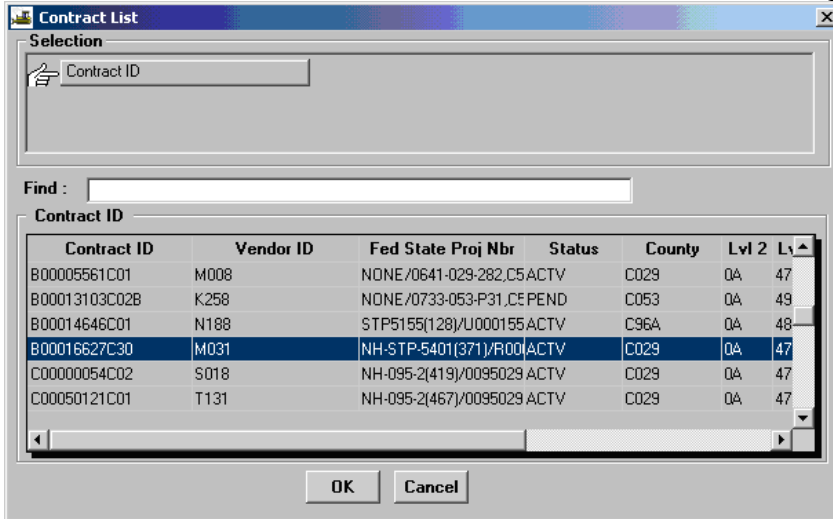 Contract List
Selection
Contract ID
Find :
Contract ID
Contract ID Vendor ID Fed State Proj Nbr Status County Lvl 2 Lv
B00005561C01 M008 NONE/0641-029-282,C5 ACTV C029 0A 47
B00013103C02B K258 NONE/0733-053-P31,C5 PEND C053 0A 49
B00014646C01 N188 STP5155(128)/U000155 ACTV C96A 0A 48
B00016627C30 M031 NH-STP-5401(371)/R00 ACTV C029 0A 47
C00000054C02 S018 NH-095-2(419)/0095029 ACTV C029 0A 47
C00050121C01 T131 NH-095-2(467)/0095029 ACTV C029 0A 47
OK Cancel